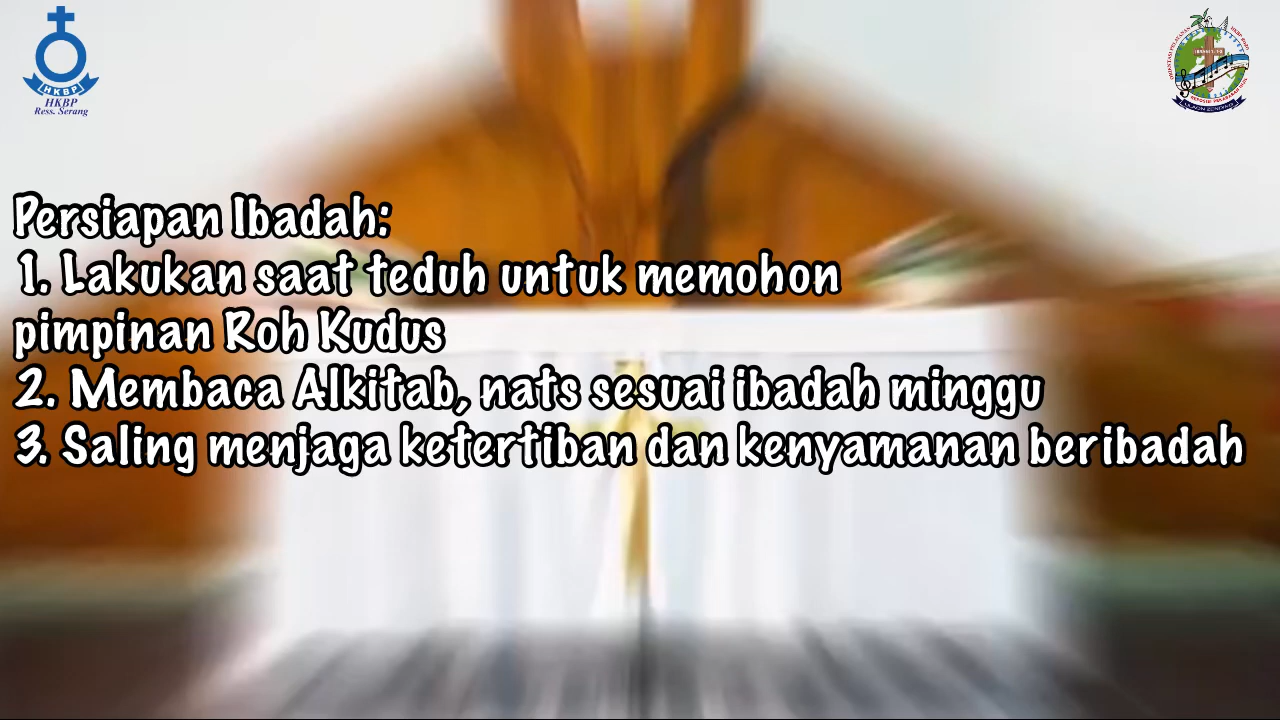 HKBP
HKBP
Ress. Serang
Persiapan Ibadah:
1. Lakukan saat teduh untuk memohon
pimpinan Roh Kudus
2. Membaca Alkitab, nats sesuai ibadah minggu
3. Saling menjaga ketertiban dan kenyamanan beribadah